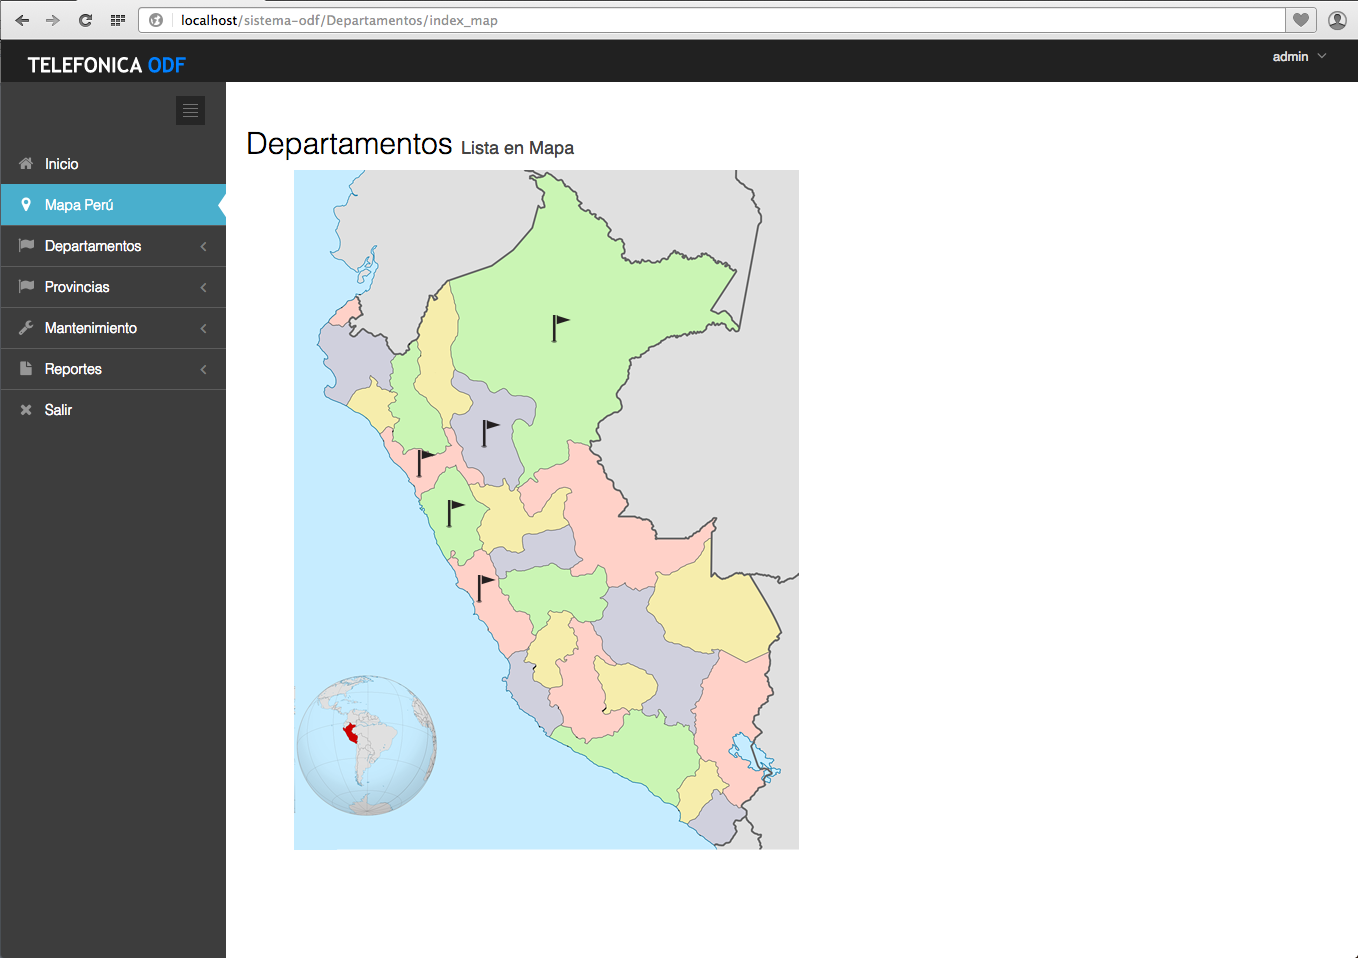 localhost/sistema-odf/Departamentos/index_map
TELEFONICA ODF
admin
Inicio
Mapa Perú
Departamentos
Provincias
Mantenimiento
Reportes
Salir
Departamentos Lista en Mapa